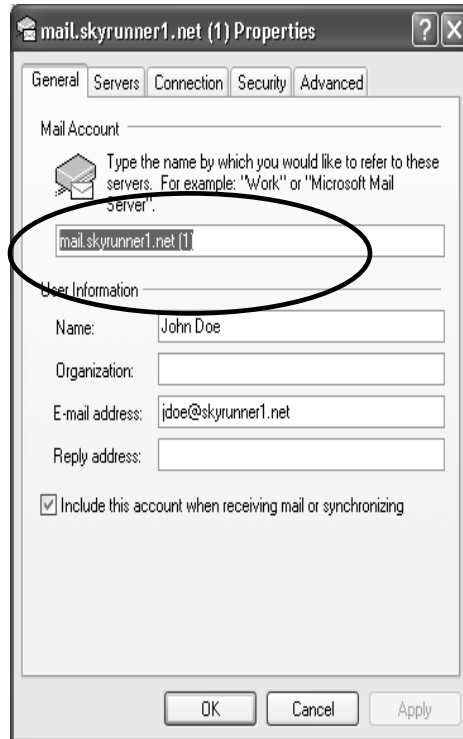 mail.skyrunner1.net (1) Properties
? X
General Servers Connection Security Advanced
Mail Account
Type the name by which you would like to refer to these
servers. For example: "Work" or "Microsoft Mail
Server".
mail.skyrunner1.net (1)
User Information
Name: John Doe
Organization:
E-mail address: jdoe@skyrunner1.net
Reply address:
Include this account when receiving mail or synchronizing
OK Cancel Apply